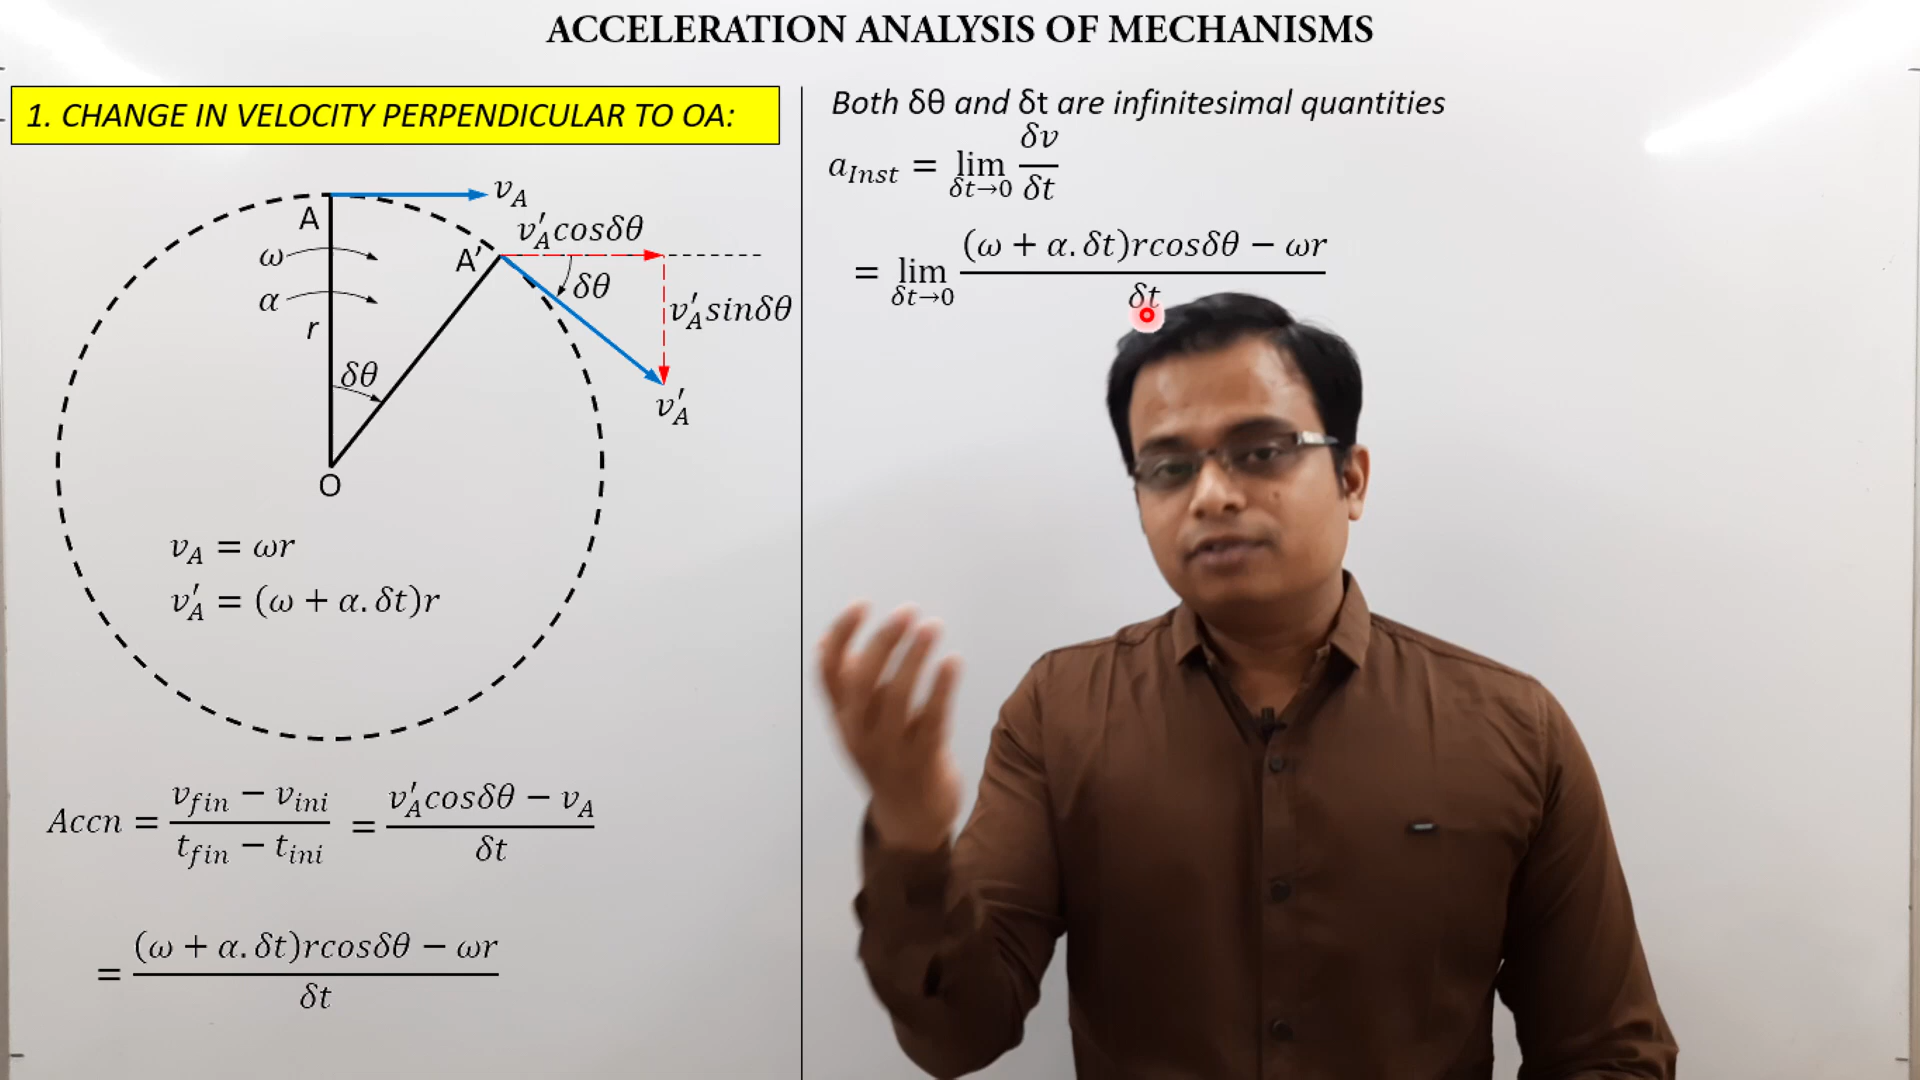 ACCELERATION ANALYSIS OF MECHANISMS
1. CHANGE IN VELOCITY PERPENDICULAR TO OA:
A
v_A
v′_A cosδθ
ω
A′
δθ
α
v′_A sinδθ
r
δθ
v′_A
O
v_A = ωr
v′_A = (ω + α. δt)r
Accn = (v_fin − v_ini)/(t_fin − t_ini) = (v′_A cosδθ − v_A)/δt
= ((ω + α. δt)rcosδθ − ωr)/δt
Both δθ and δt are infinitesimal quantities
a_Inst = lim_{δt→0} δv/δt
= lim_{δt→0} ((ω + α. δt)rcosδθ − ωr)/δt